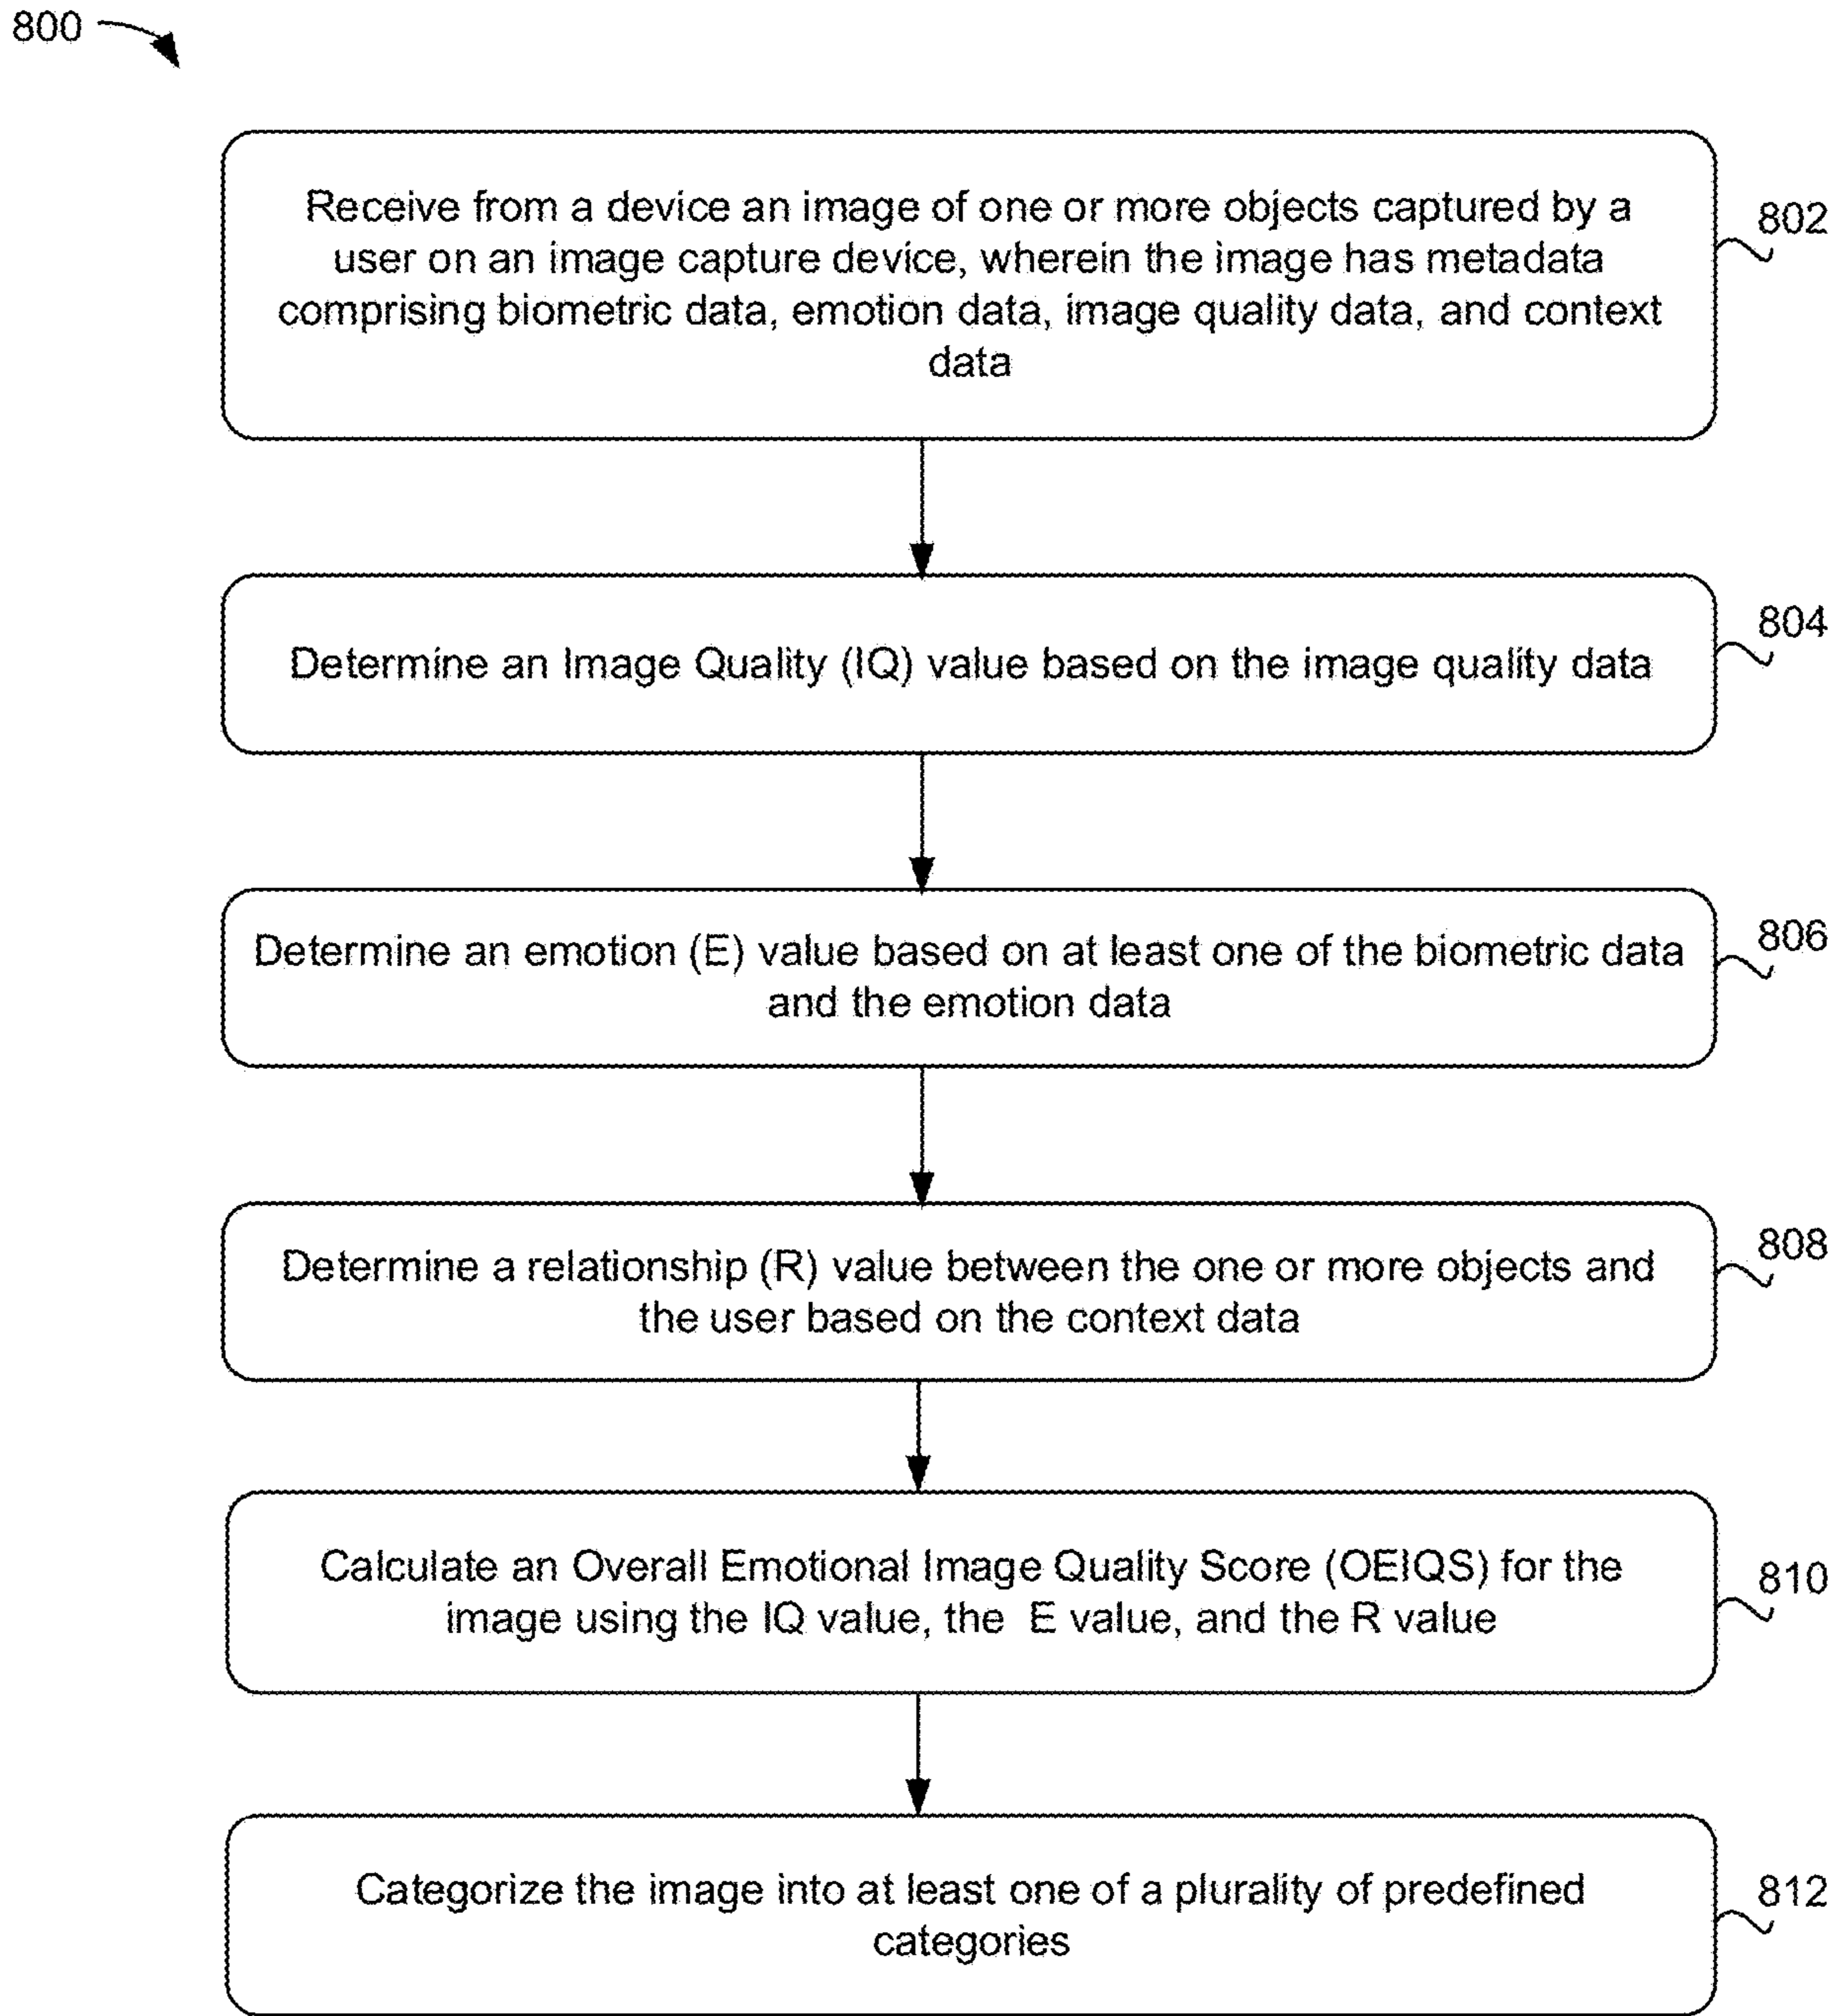 800
Receive from a device an image of one or more objects captured by a
user on an image capture device, wherein the image has metadata
comprising biometric data, emotion data, image quality data, and context
data
802
Determine an Image Quality (IQ) value based on the image quality data
804
Determine an emotion (E) value based on at least one of the biometric data
and the emotion data
806
Determine a relationship (R) value between the one or more objects and
the user based on the context data
808
Calculate an Overall Emotional Image Quality Score (OEIQS) for the
image using the IQ value, the E value, and the R value
810
Categorize the image into at least one of a plurality of predefined
categories
812